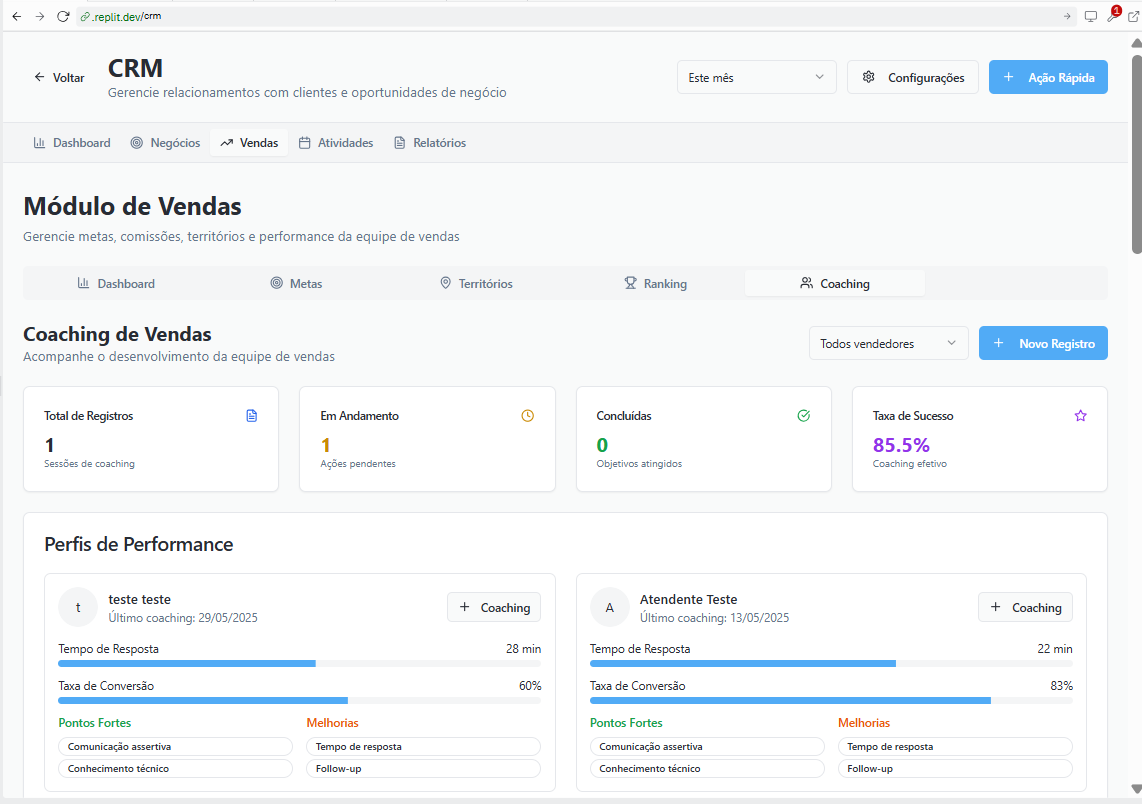 .replit.dev/crm
1
Voltar
CRM
Gerencie relacionamentos com clientes e oportunidades de negócio
Este mês
Configurações
Ação Rápida
Dashboard
Negócios
Vendas
Atividades
Relatórios
Módulo de Vendas
Gerencie metas, comissões, territórios e performance da equipe de vendas
Dashboard
Metas
Territórios
Ranking
Coaching
Coaching de Vendas
Acompanhe o desenvolvimento da equipe de vendas
Todos vendedores
Novo Registro
Total de Registros
1
Sessões de coaching
Em Andamento
1
Ações pendentes
Concluídas
0
Objetivos atingidos
Taxa de Sucesso
85.5%
Coaching efetivo
Perfis de Performance
t
teste teste
Último coaching: 29/05/2025
Coaching
Tempo de Resposta
28 min
Taxa de Conversão
60%
Pontos Fortes
Melhorias
Comunicação assertiva
Tempo de resposta
Conhecimento técnico
Follow-up
A
Atendente Teste
Último coaching: 13/05/2025
Coaching
Tempo de Resposta
22 min
Taxa de Conversão
83%
Pontos Fortes
Melhorias
Comunicação assertiva
Tempo de resposta
Conhecimento técnico
Follow-up